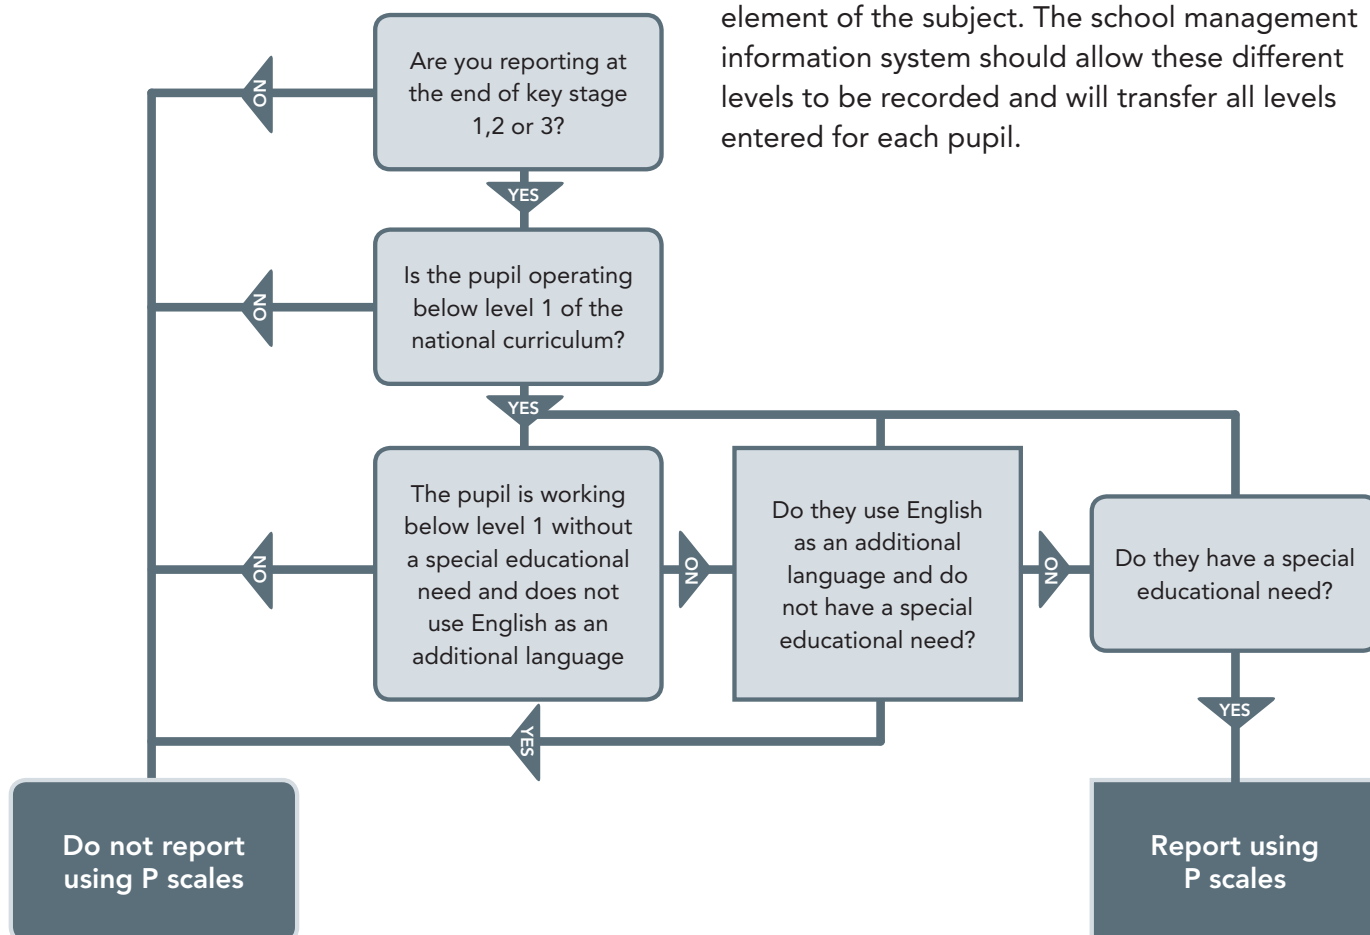 element of the subject. The school management
information system should allow these different
levels to be recorded and will transfer all levels
entered for each pupil.
Are you reporting at
the end of key stage
1,2 or 3?
NO
YES
Is the pupil operating
below level 1 of the
national curriculum?
NO
YES
The pupil is working
below level 1 without
a special educational
need and does not
use English as an
additional language
NO
NO
Do they use English
as an additional
language and do
not have a special
educational need?
NO
YES
Do they have a special
educational need?
YES
Do not report
using P scales
Report using
P scales